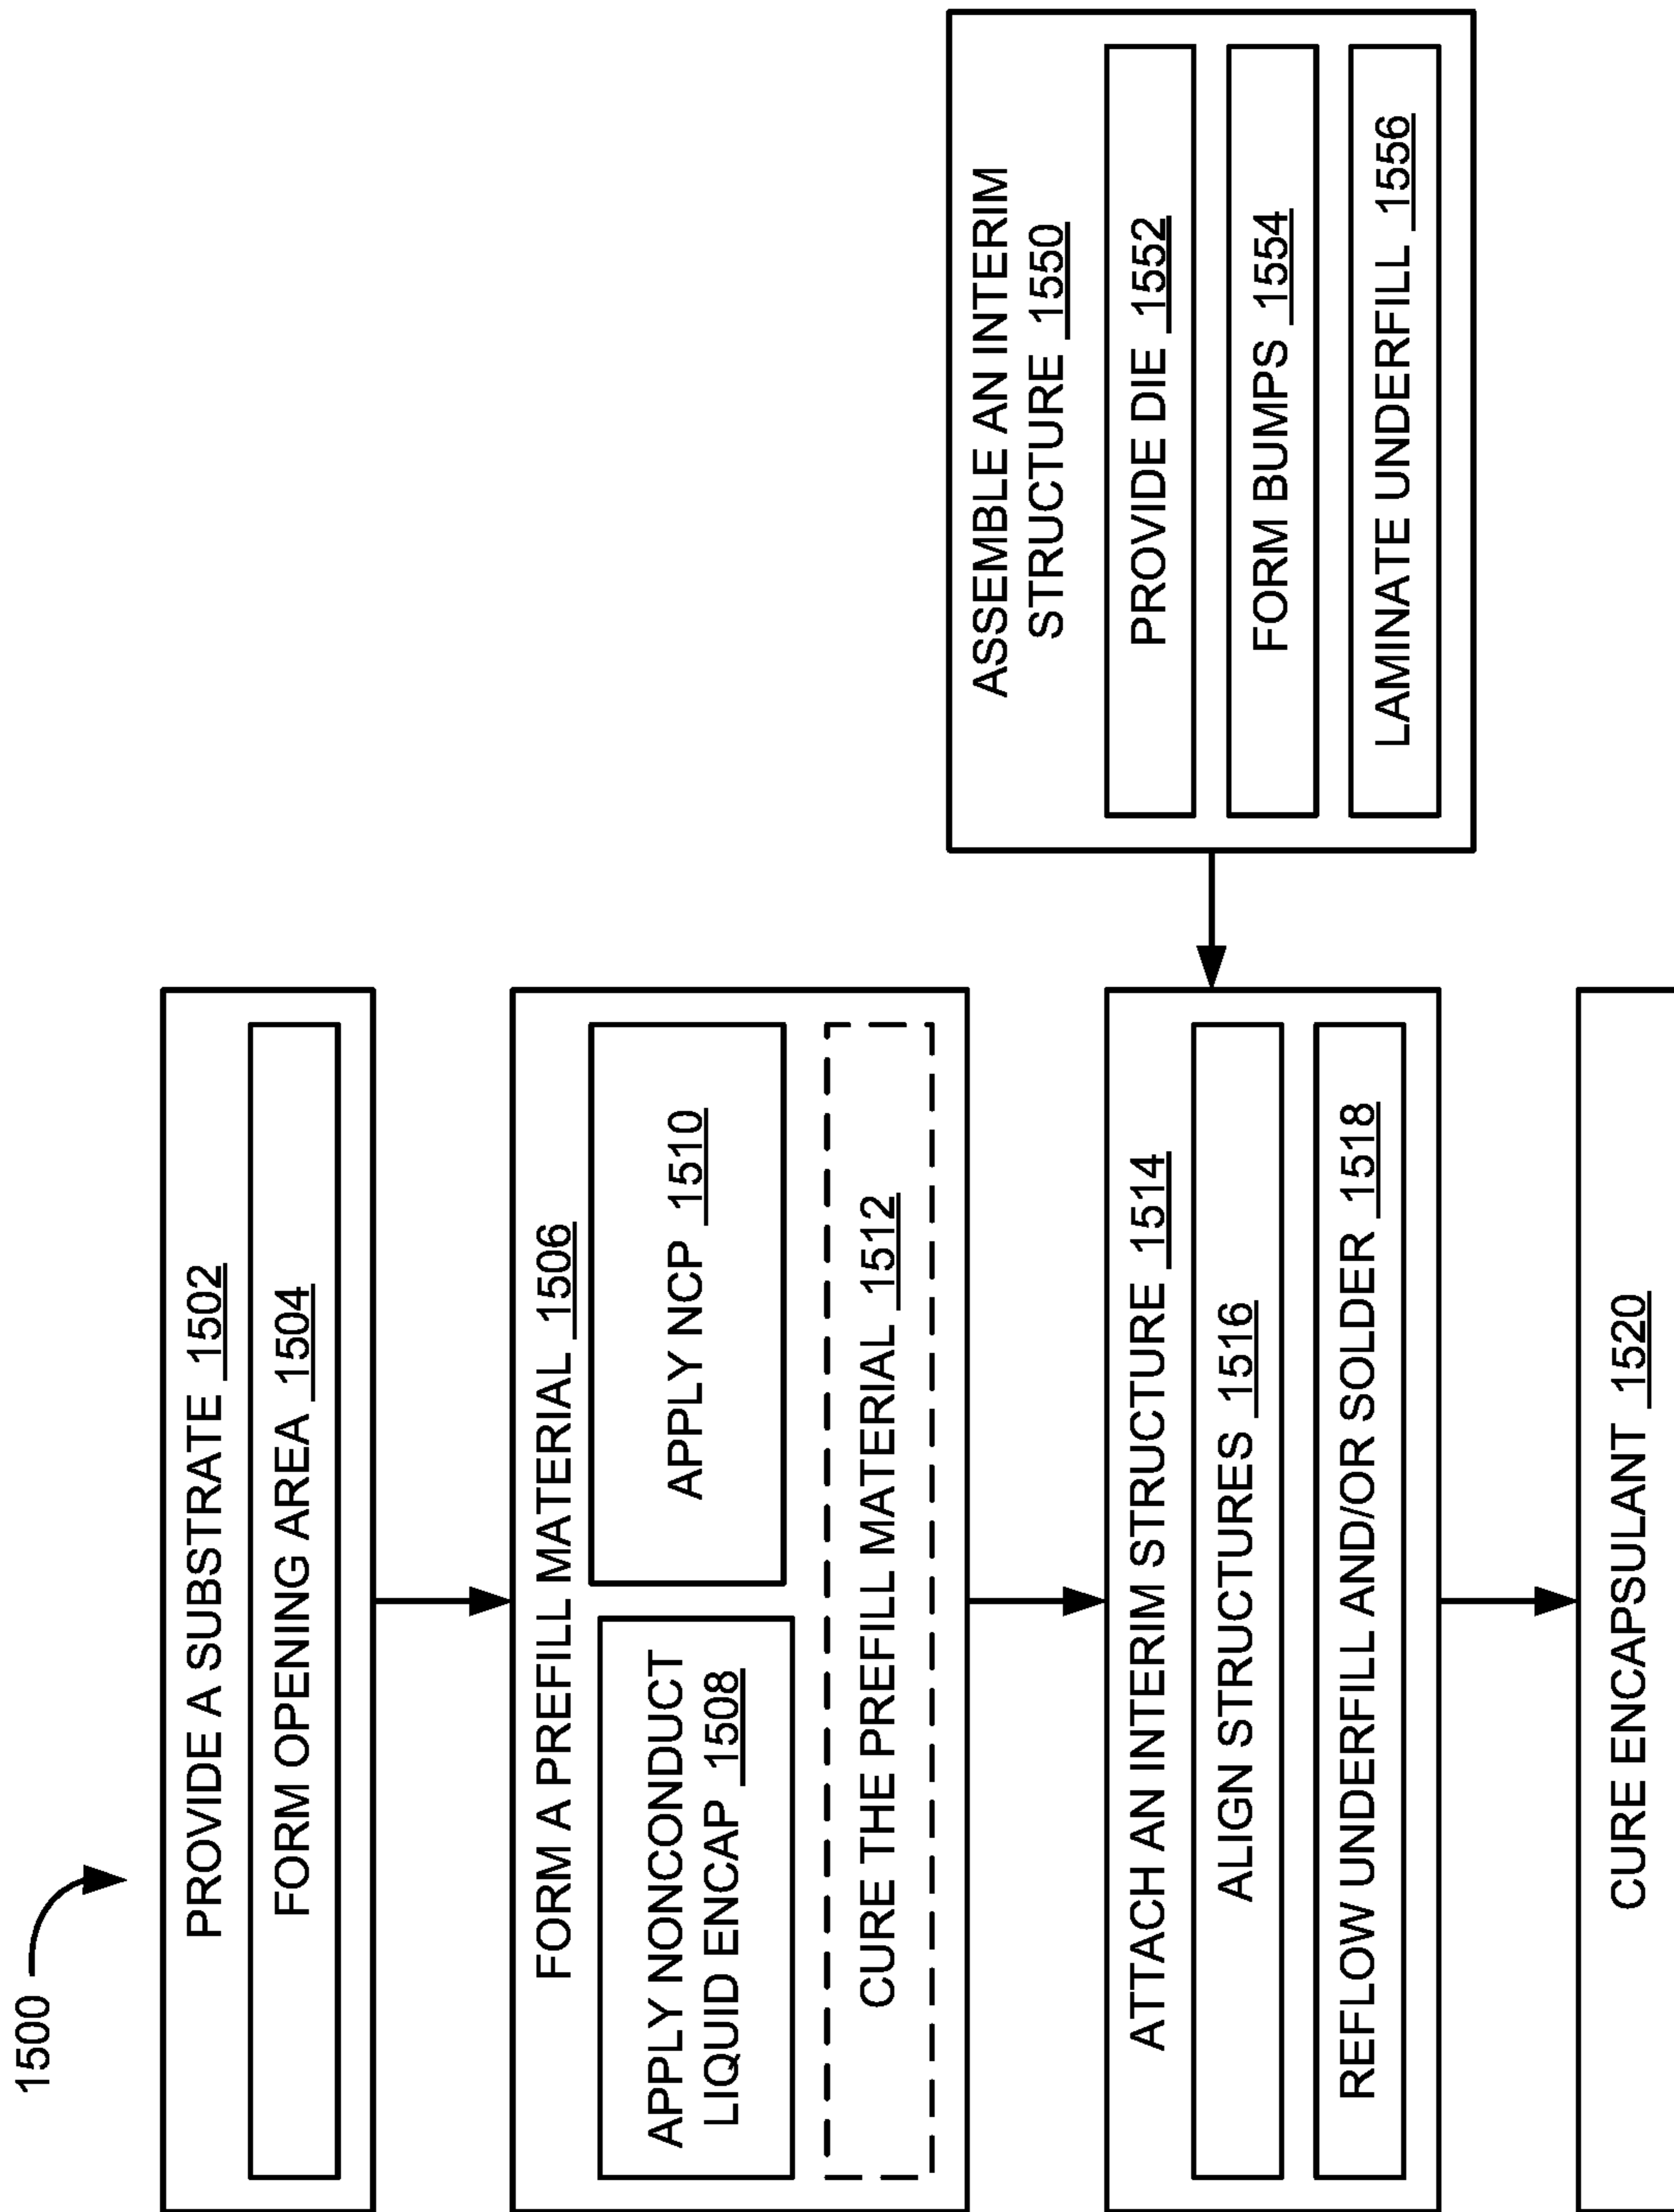 1500
PROVIDE A SUBSTRATE 1502
FORM OPENING AREA 1504
FORM A PREFILL MATERIAL 1506
APPLY NONCONDUCT
LIQUID ENCAP 1508
APPLY NCP 1510
CURE THE PREFILL MATERIAL 1512
ATTACH AN INTERIM STRUCTURE 1514
ALIGN STRUCTURES 1516
REFLOW UNDERFILL AND/OR SOLDER 1518
CURE ENCAPSULANT 1520
ASSEMBLE AN INTERIM
STRUCTURE 1550
PROVIDE DIE 1552
FORM BUMPS 1554
LAMINATE UNDERFILL 1556